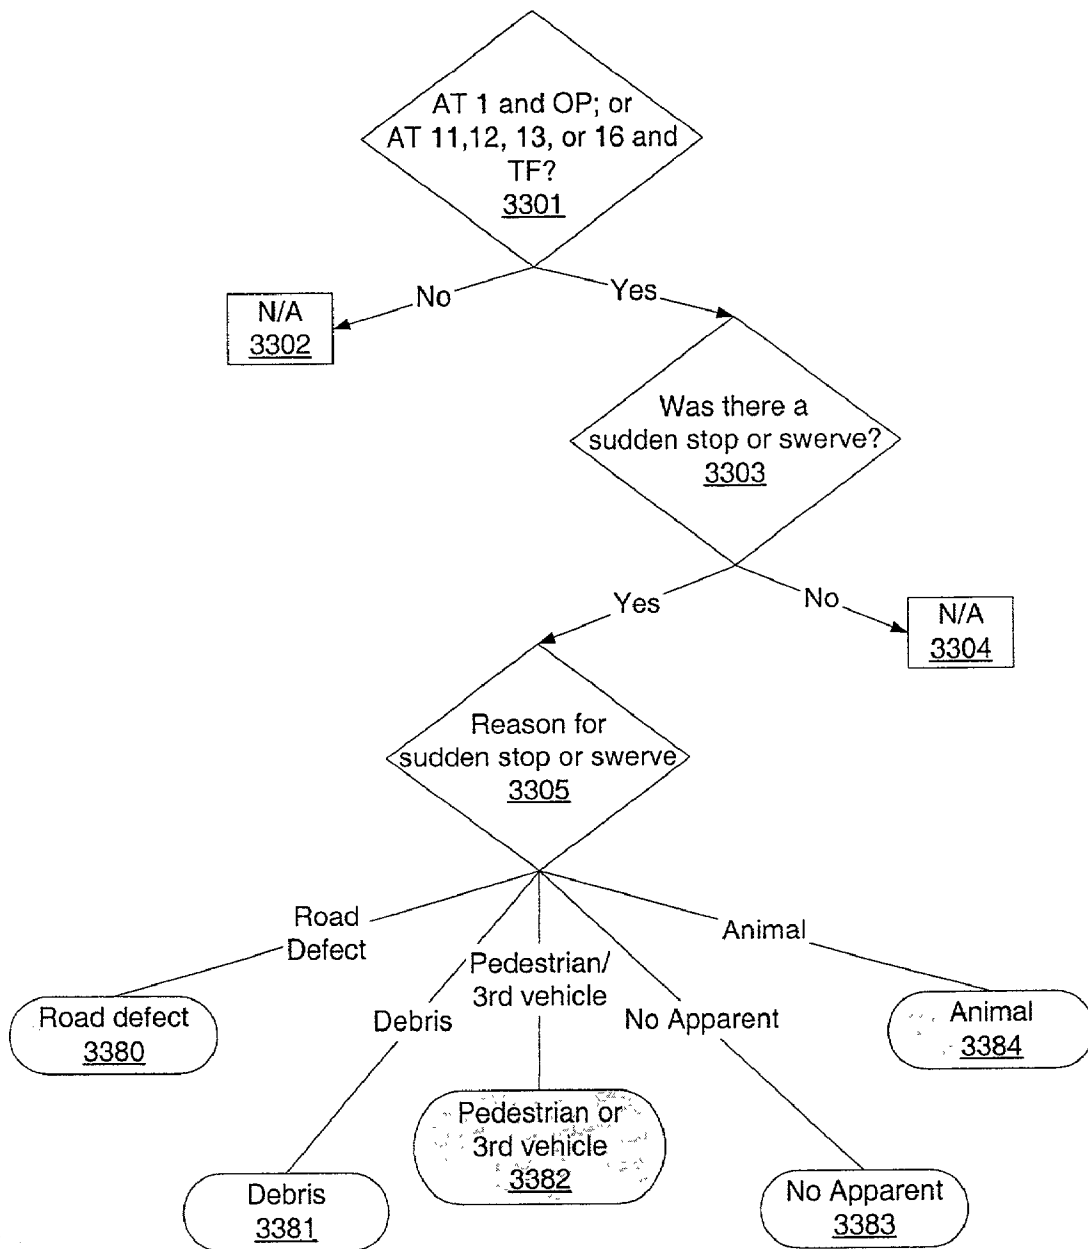 AT 1 and OP; or
AT 11,12, 13, or 16 and
TF?
3301
No
Yes
N/A
3302
Was there a
sudden stop or swerve?
3303
Yes
No
N/A
3304
Reason for
sudden stop or swerve
3305
Road
Defect
Debris
Pedestrian/
3rd vehicle
No Apparent
Animal
Road defect
3380
Debris
3381
Pedestrian or
3rd vehicle
3382
No Apparent
3383
Animal
3384